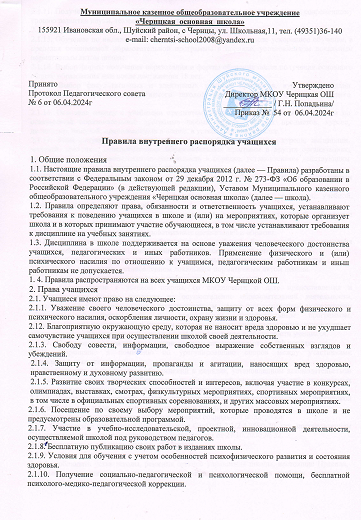 Муниципальное казенное общеобразовательное учреждение
«Чернцкая основная школа»
155921 Ивановская обл., Шуйский район, с Чернцы, ул. Школьная,11, тел. (49351)36-140
e-mail: cherntsi-school2008@yandex.ru
Принято Утверждено
Протокол Педагогического совета Директор МКОУ Чернцкая ОШ
№ 6 от 06.04.2024г / Г.Н. Попадьина/
Приказ № 54 от 06.04.2024г
Правила внутреннего распорядка учащихся
1. Общие положения
1.1. Настоящие правила внутреннего распорядка учащихся (далее — Правила) разработаны в
соответствии с Федеральным законом от 29 декабря 2012 г. № 273-ФЗ «Об образовании в
Российской Федерации» (в действующей редакции), Уставом Муниципального казенного
общеобразовательного учреждения «Чернцкая основная школа» (далее — школа).
1.2. Правила определяют права, обязанности и ответственность учащихся, устанавливают
требования к поведению учащихся в школе и (или) на мероприятиях, которые организует
школа и в которых принимают участие обучающиеся, в том числе устанавливают требования
к дисциплине на учебных занятиях.
1.3. Дисциплина в школе поддерживается на основе уважения человеческого достоинства
учащихся, педагогических и иных работников. Применение физического и (или)
психического насилия по отношению к учащимся, педагогическим работникам и иным
работникам не допускается.
1. 4. Правила распространяются на всех учащихся МКОУ Чернцкой ОШ.
2. Права учащихся
2.1. Учащиеся имеют право на следующее:
2.1.1. Уважение своего человеческого достоинства, защиту от всех форм физического и
психического насилия, оскорбления личности, охрану жизни и здоровья.
2.1.2. Благоприятную окружающую среду, которая не наносит вреда здоровью и не ухудшает
самочувствие учащихся при осуществлении школой своей деятельности.
2.1.3. Свободу совести, информации, свободное выражение собственных взглядов и
убеждений.
2.1.4. Защиту от информации, пропаганды и агитации, наносящих вред здоровью,
нравственному и духовному развитию.
2.1.5. Развитие своих творческих способностей и интересов, включая участие в конкурсах,
олимпиадах, выставках, смотрах, физкультурных мероприятиях, спортивных мероприятиях,
в том числе в официальных спортивных соревнованиях, и других массовых мероприятиях.
2.1.6. Посещение по своему выбору мероприятий, которые проводятся в школе и не
предусмотрены образовательной программой.
2.1.7. Участие в учебно-исследовательской, проектной, инновационной деятельности,
осуществляемой школой под руководством педагогов.
2.1.8. Бесплатную публикацию своих работ в изданиях школы.
2.1.9. Условия для обучения с учетом особенностей психофизического развития и состояния
здоровья.
2.1.10. Получение социально-педагогической и психологической помощи, бесплатной
психолого-медико-педагогической коррекции.